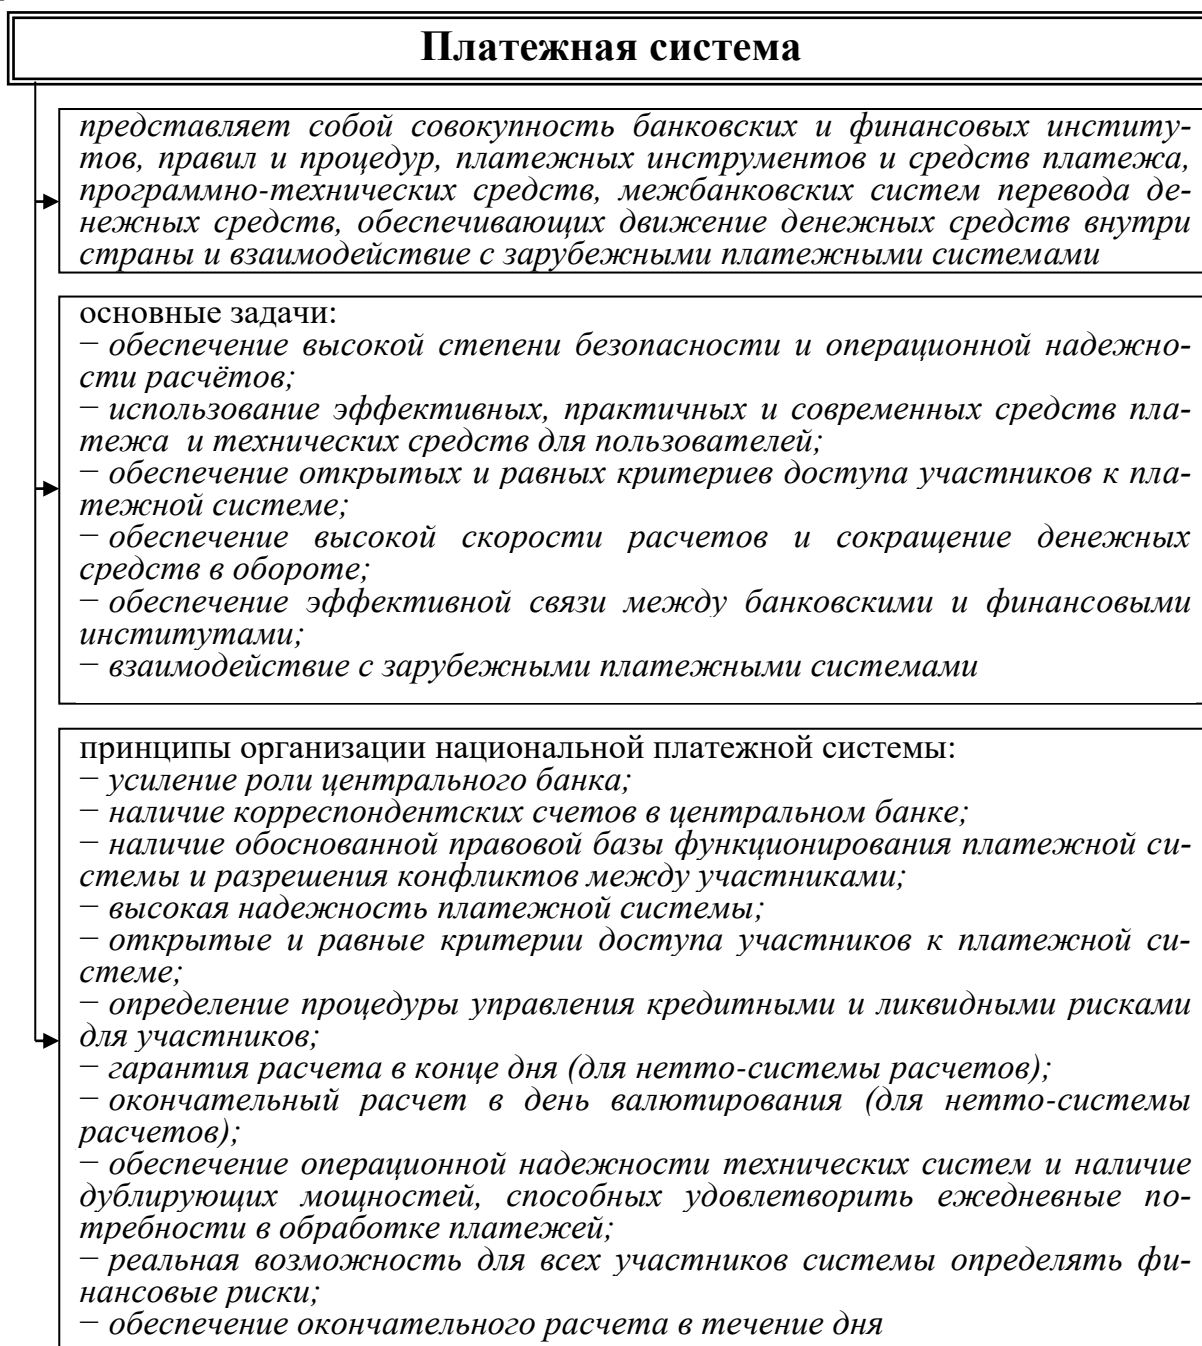 Платежная система
представляет собой совокупность банковских и финансовых институ-
тов, правил и процедур, платежных инструментов и средств платежа,
программно-технических средств, межбанковских систем перевода де-
нежных средств, обеспечивающих движение денежных средств внутри
страны и взаимодействие с зарубежными платежными системами
основные задачи:
− обеспечение высокой степени безопасности и операционной надежно-
сти расчётов;
− использование эффективных, практичных и современных средств пла-
тежа и технических средств для пользователей;
− обеспечение открытых и равных критериев доступа участников к пла-
тежной системе;
− обеспечение высокой скорости расчетов и сокращение денежных
средств в обороте;
− обеспечение эффективной связи между банковскими и финансовыми
институтами;
− взаимодействие с зарубежными платежными системами
принципы организации национальной платежной системы:
− усиление роли центрального банка;
− наличие корреспондентских счетов в центральном банке;
− наличие обоснованной правовой базы функционирования платежной си-
стемы и разрешения конфликтов между участниками;
− высокая надежность платежной системы;
− открытые и равные критерии доступа участников к платежной си-
стеме;
− определение процедуры управления кредитными и ликвидными рисками
для участников;
− гарантия расчета в конце дня (для нетто-системы расчетов);
− окончательный расчет в день валютирования (для нетто-системы
расчетов);
− обеспечение операционной надежности технических систем и наличие
дублирующих мощностей, способных удовлетворить ежедневные по-
требности в обработке платежей;
− реальная возможность для всех участников системы определять фи-
нансовые риски;
− обеспечение окончательного расчета в течение дня